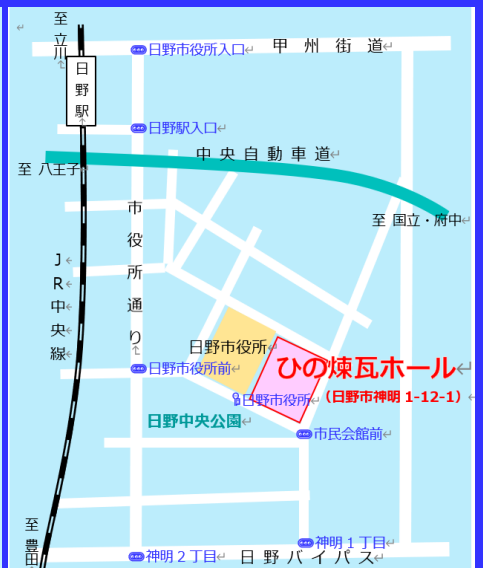 至立川
日野駅
日野市役所入口
甲州街道
日野駅入口
中央自動車道
至 八王子
至 国立・府中
市役所通り
JR中央線
日野市役所
ひの煉瓦ホール
日野市役所前
日野市役所
（日野市神明 1-12-1）
日野中央公園
市民会館前
至豊田
神明１丁目
神明２丁目
日野バイパス